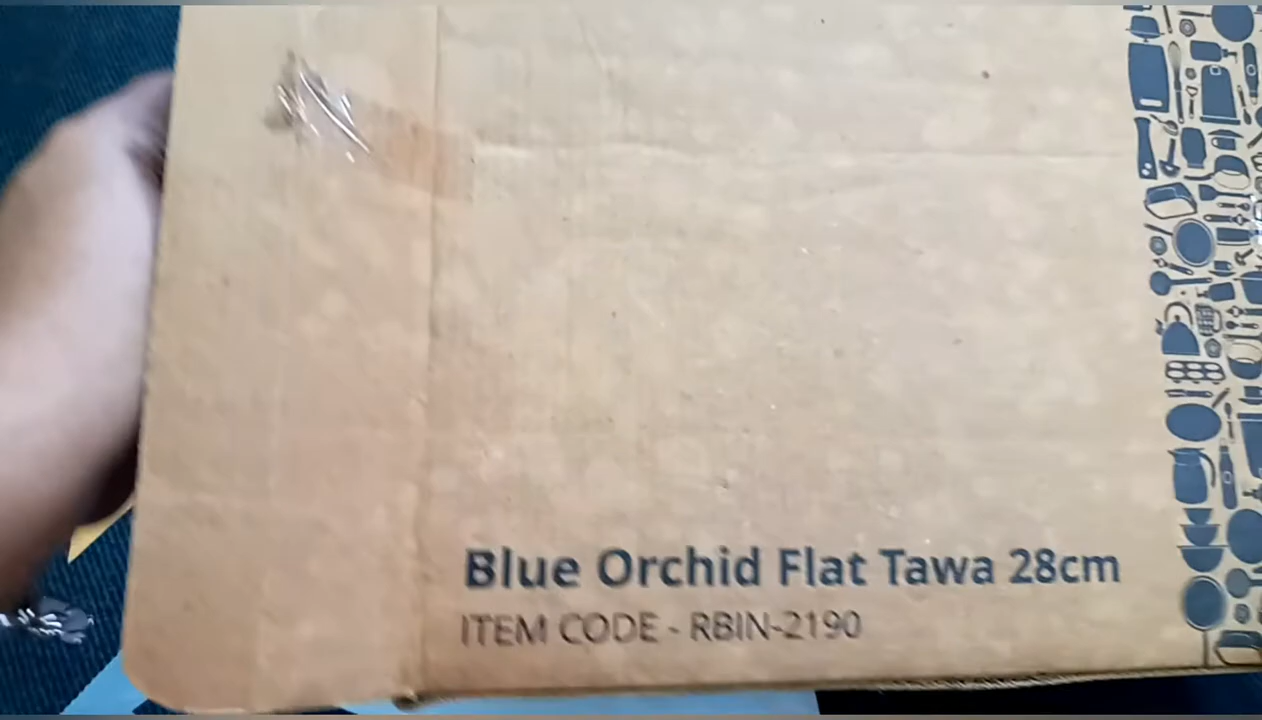 Blue Orchid Flat Tawa 28cm
ITEM CODE - RBIN-2190